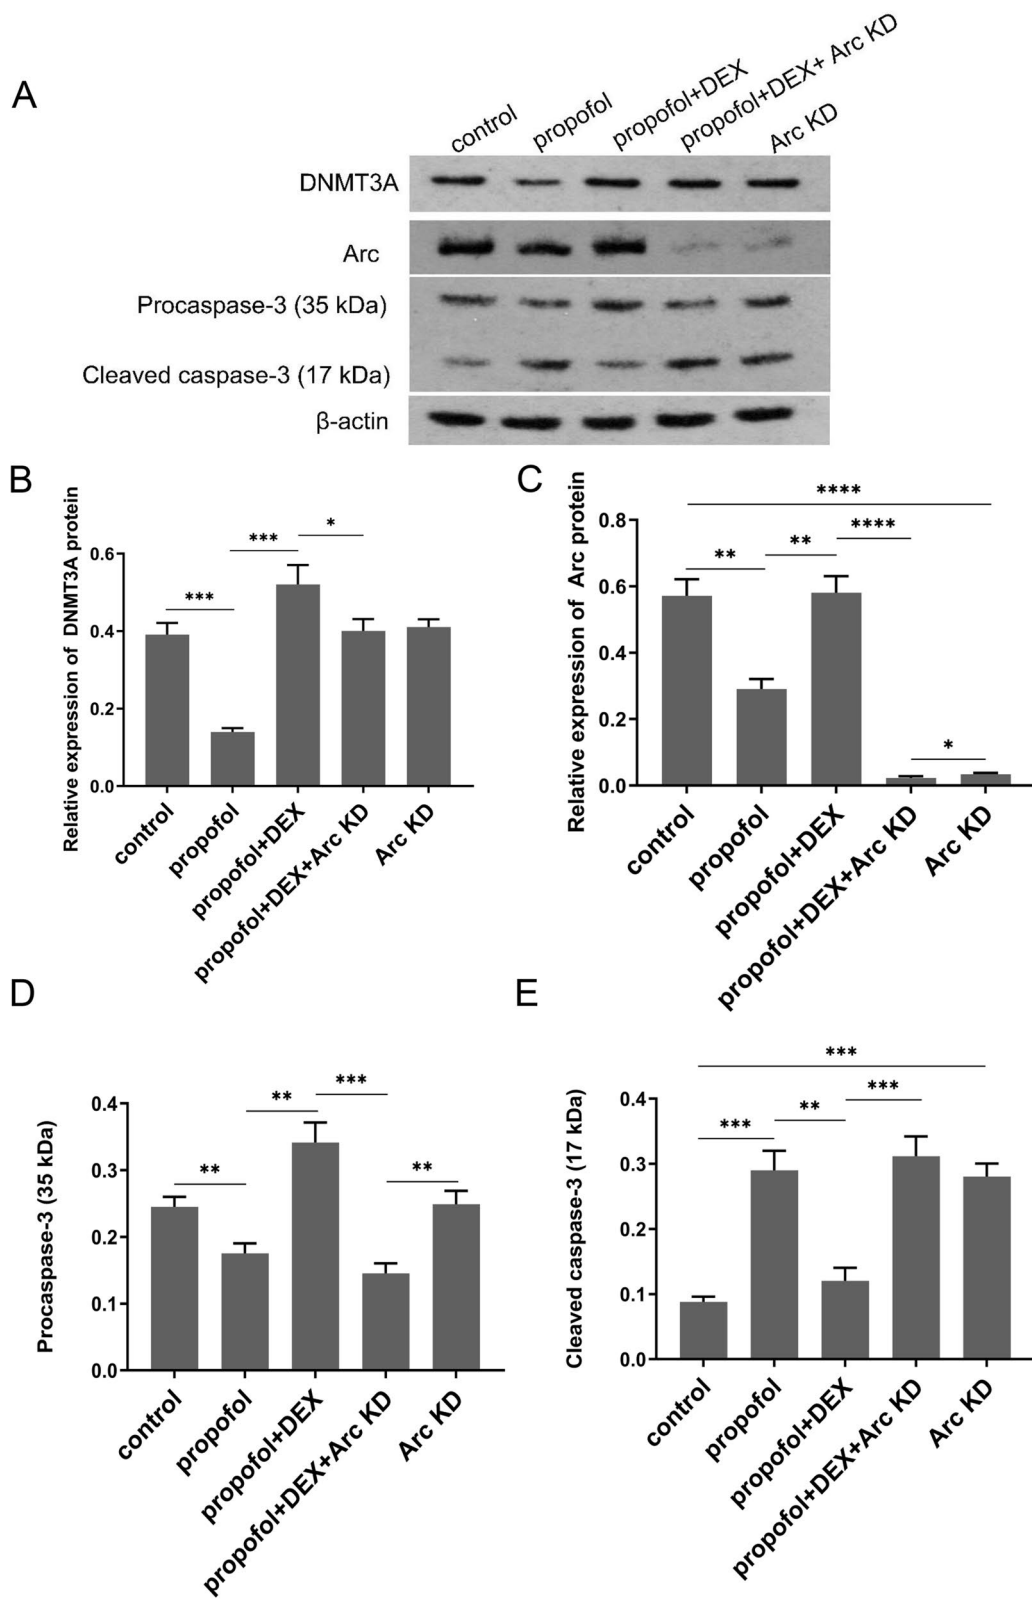 A
control
propofol
propofol+DEX
propofol+DEX+ Arc KD
Arc KD
DNMT3A
Arc
Procaspase-3 (35 kDa)
Cleaved caspase-3 (17 kDa)
β-actin
B
Relative expression of DNMT3A protein
0.6
0.4
0.2
0.0
***
***
*
control
propofol
propofol+DEX
propofol+DEX+Arc KD
Arc KD
C
Relative expression of Arc protein
0.8
0.6
0.4
0.2
0.0
****
**
**
****
*
control
propofol
propofol+DEX
propofol+DEX+Arc KD
Arc KD
D
Procaspase-3 (35 kDa)
0.4
0.3
0.2
0.1
0.0
**
**
***
**
control
propofol
propofol+DEX
propofol+DEX+Arc KD
Arc KD
E
Cleaved caspase-3 (17 kDa)
0.4
0.3
0.2
0.1
0.0
***
***
**
***
control
propofol
propofol+DEX
propofol+DEX+Arc KD
Arc KD